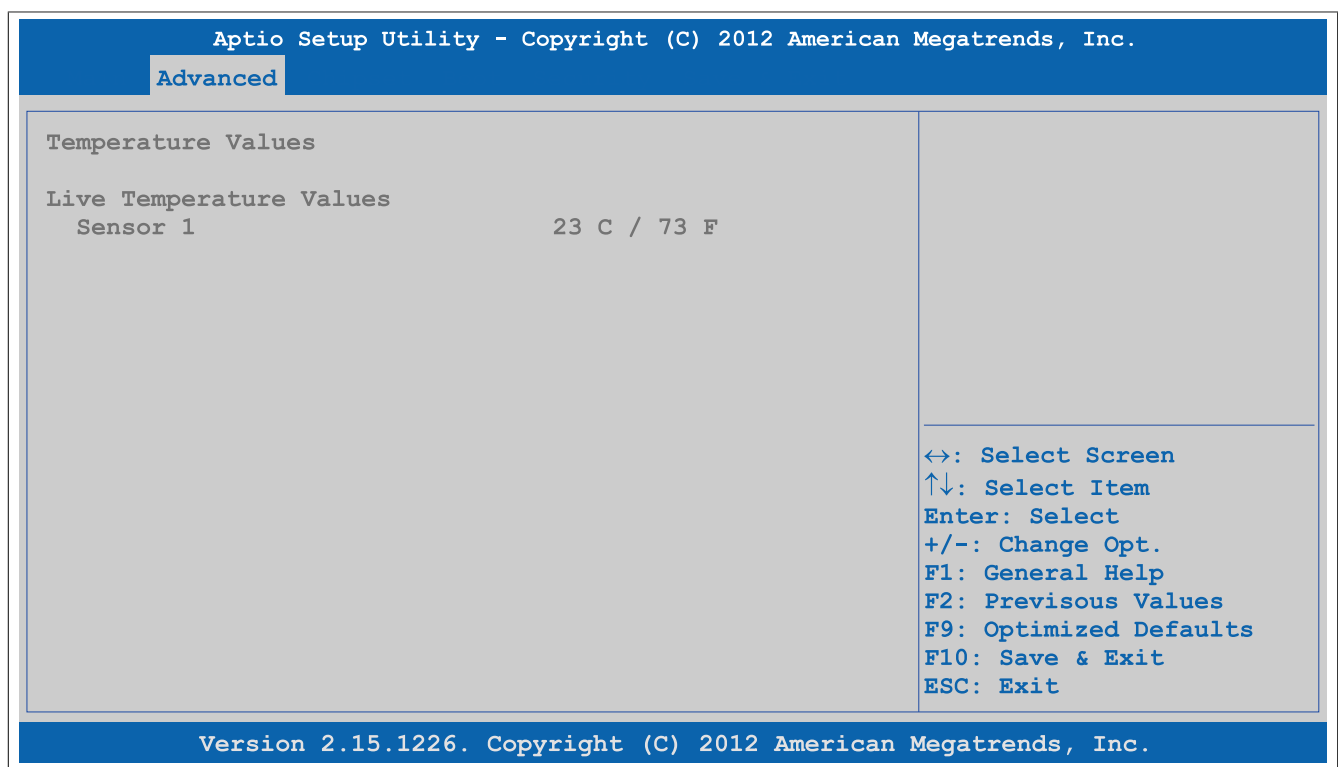 Aptio Setup Utility - Copyright (C) 2012 American Megatrends, Inc.
Advanced
Temperature Values
Live Temperature Values
Sensor 1 23 C / 73 F
↔: Select Screen
↑↓: Select Item
Enter: Select
+/-: Change Opt.
F1: General Help
F2: Previsous Values
F9: Optimized Defaults
F10: Save & Exit
ESC: Exit
Version 2.15.1226. Copyright (C) 2012 American Megatrends, Inc.